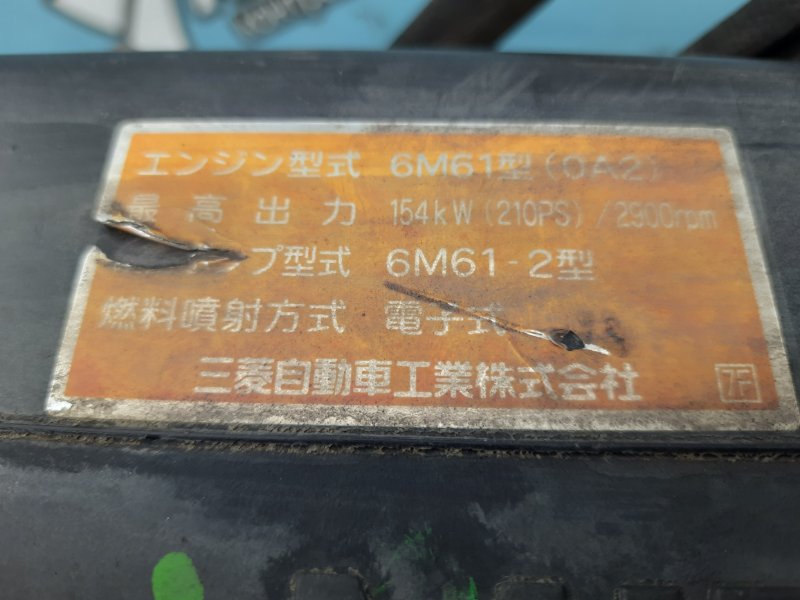 エンジン型式 6M61型(0A2)
最高出力 154kW(210PS)/2900rpm
プ型式 6M61-2型
燃料噴射方式 電子式
三菱自動車工業株式会社